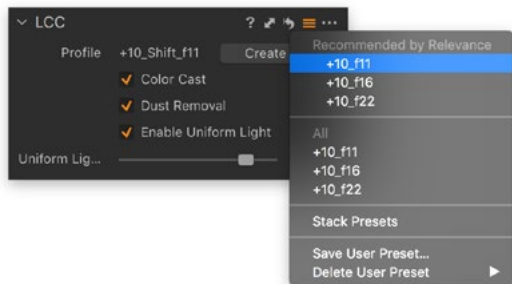 LCC
Profile +10_Shift_f11 Create
Color Cast
Dust Removal
Enable Uniform Light
Uniform Lig...
Recommended by Relevance
+10_f11
+10_f16
+10_f22
All
+10_f11
+10_f16
+10_f22
Stack Presets
Save User Preset...
Delete User Preset